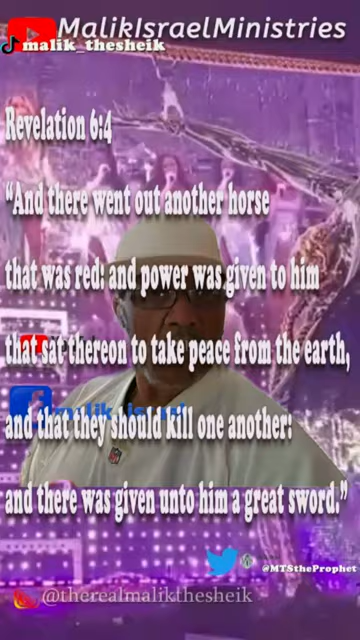 MalikIsraelMinistries
malik_thesheik
Revelation 6:4
“And there went out another horse
that was red: and power was given to him
that sat thereon to take peace from the earth,
and that they should kill one another:
and there was given unto him a great sword.”
@MTStheProphet
@therealmalikthesheik